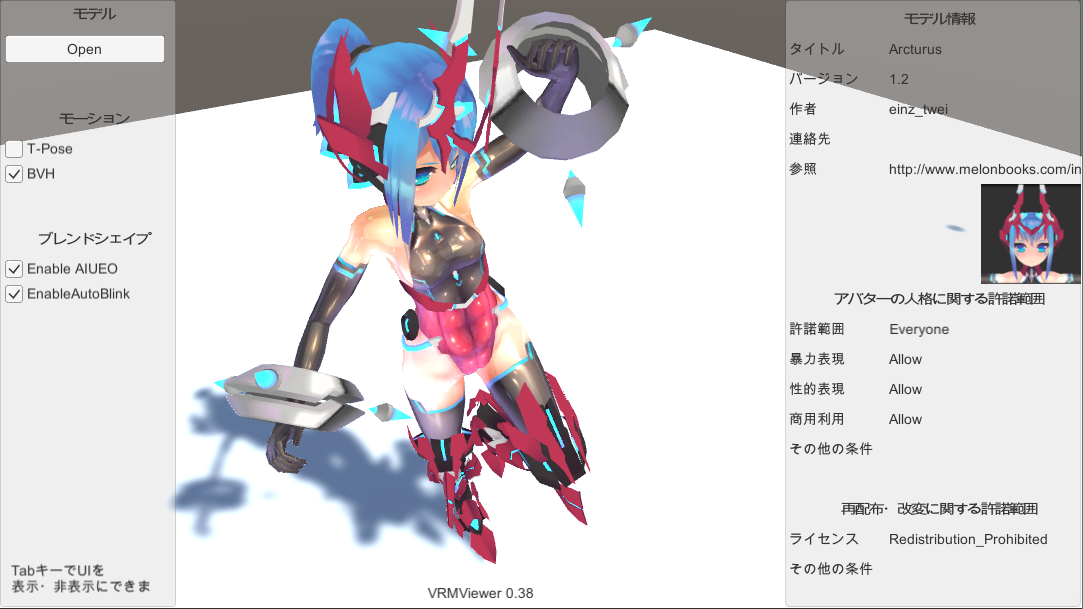 モデル
Open
モーション
T-Pose
BVH
ブレンドシェイプ
Enable AIUEO
EnableAutoBlink
TabキーでUIを
表示・非表示にできま
VRMViewer 0.38
モデル情報
タイトル Arcturus
バージョン 1.2
作者 einz_twei
連絡先
参照 http://www.melonbooks.com/in
アバターの人格に関する許諾範囲
許諾範囲 Everyone
暴力表現 Allow
性的表現 Allow
商用利用 Allow
その他の条件
再配布・改変に関する許諾範囲
ライセンス Redistribution_Prohibited
その他の条件